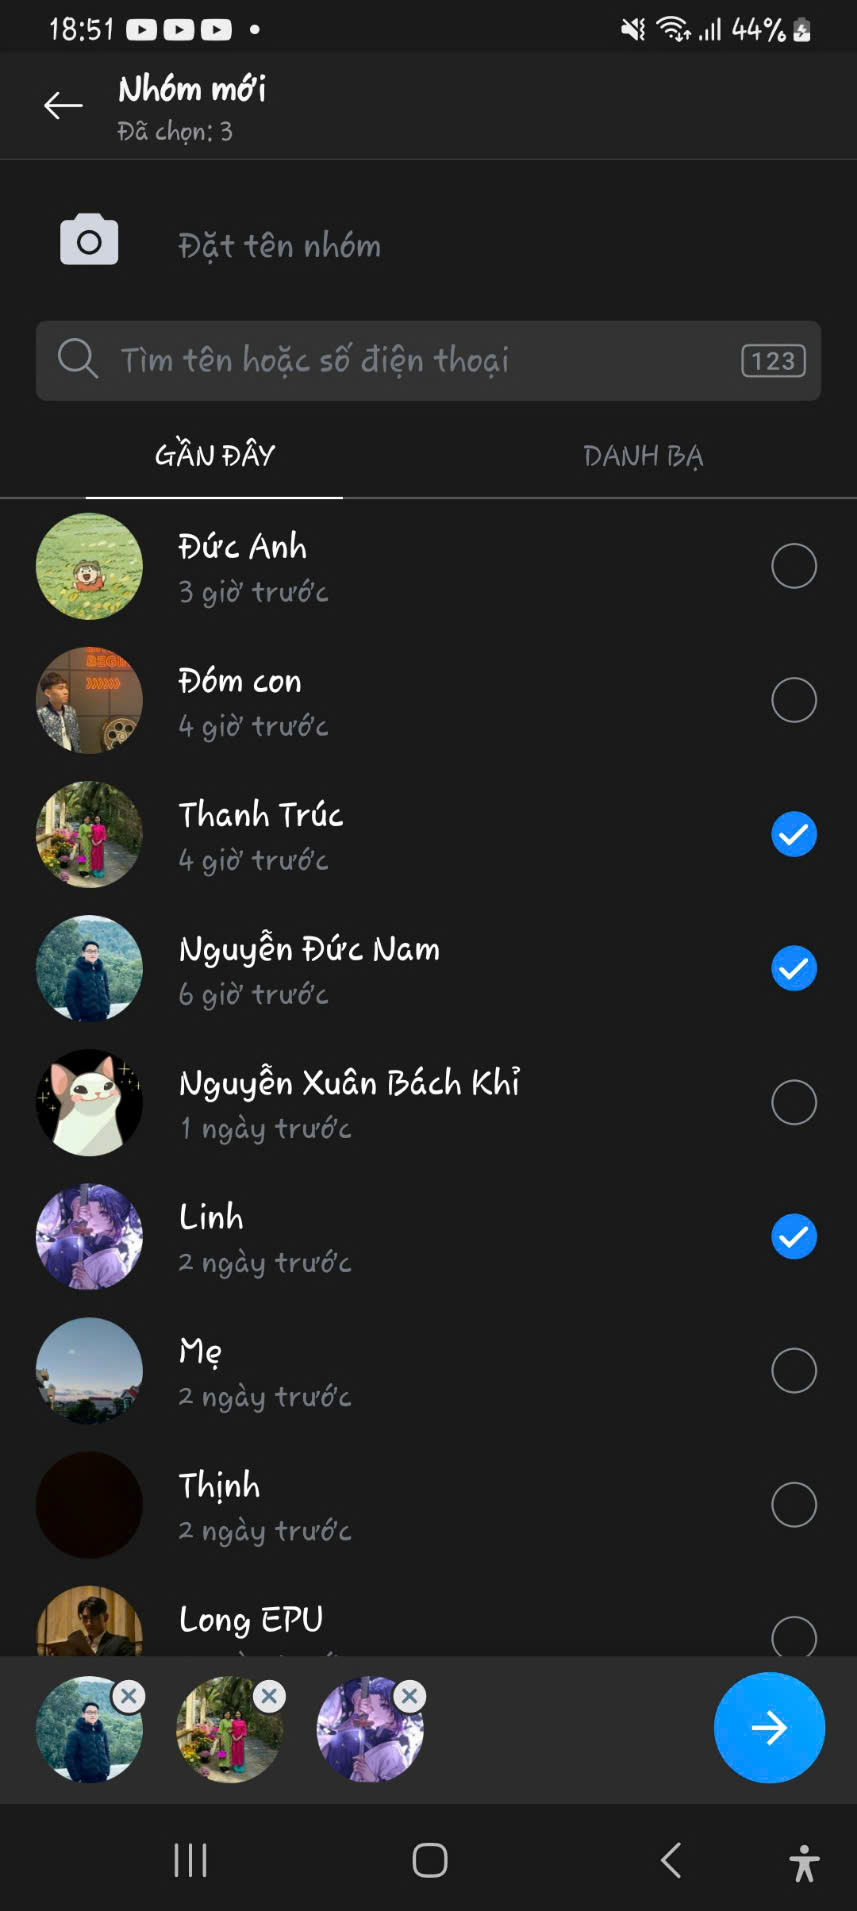 18:51
44%
Nhóm mới
Đã chọn: 3
Đặt tên nhóm
Tìm tên hoặc số điện thoại
123
GẦN ĐÂY
DANH BẠ
Đức Anh
3 giờ trước
BEGIN
Đóm con
4 giờ trước
Thanh Trúc
4 giờ trước
Nguyễn Đức Nam
6 giờ trước
Nguyễn Xuân Bách Khỉ
1 ngày trước
Linh
2 ngày trước
Mẹ
2 ngày trước
Thịnh
2 ngày trước
Long EPU